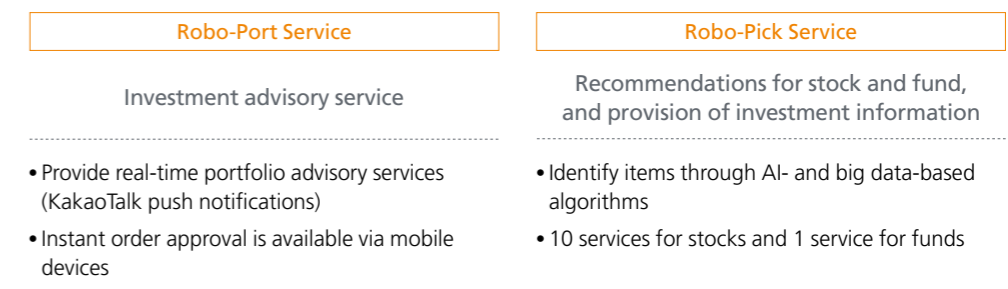 Robo-Port Service
Investment advisory service
• Provide real-time portfolio advisory services
(KakaoTalk push notifications)
• Instant order approval is available via mobile
devices
Robo-Pick Service
Recommendations for stock and fund,
and provision of investment information
• Identify items through AI- and big data-based
algorithms
• 10 services for stocks and 1 service for funds